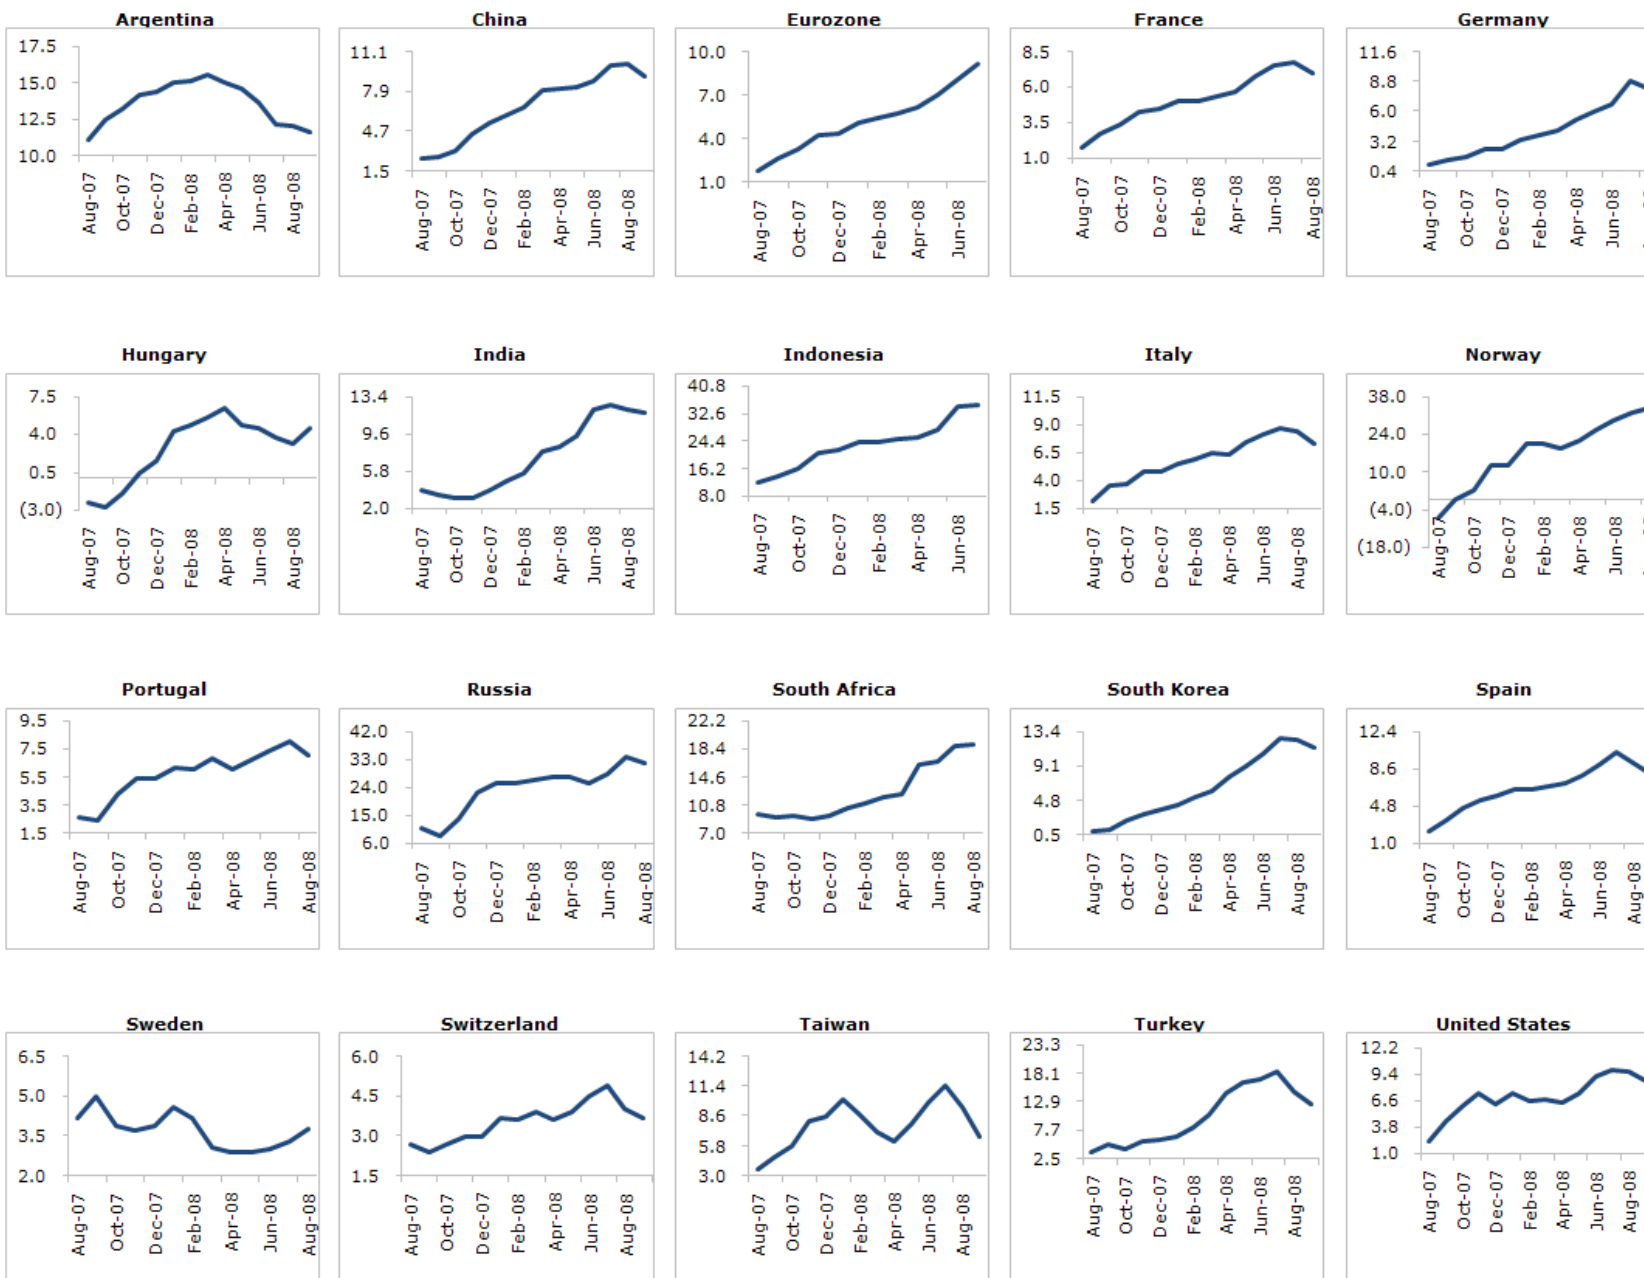 Argentina
17.5
15.0
12.5
10.0
Aug-07 Oct-07 Dec-07 Feb-08 Apr-08 Jun-08 Aug-08
China
11.1
7.9
4.7
1.5
Aug-07 Oct-07 Dec-07 Feb-08 Apr-08 Jun-08 Aug-08
Eurozone
10.0
7.0
4.0
1.0
Aug-07 Oct-07 Dec-07 Feb-08 Apr-08 Jun-08
France
8.5
6.0
3.5
1.0
Aug-07 Oct-07 Dec-07 Feb-08 Apr-08 Jun-08 Aug-08
Germany
11.6
8.8
6.0
3.2
0.4
Aug-07 Oct-07 Dec-07 Feb-08 Apr-08 Jun-08
Hungary
7.5
4.0
0.5
(3.0)
Aug-07 Oct-07 Dec-07 Feb-08 Apr-08 Jun-08 Aug-08
India
13.4
9.6
5.8
2.0
Aug-07 Oct-07 Dec-07 Feb-08 Apr-08 Jun-08 Aug-08
Indonesia
40.8
32.6
24.4
16.2
8.0
Aug-07 Oct-07 Dec-07 Feb-08 Apr-08 Jun-08
Italy
11.5
9.0
6.5
4.0
1.5
Aug-07 Oct-07 Dec-07 Feb-08 Apr-08 Jun-08 Aug-08
Norway
38.0
24.0
10.0
(4.0)
(18.0)
Aug-07 Oct-07 Dec-07 Feb-08 Apr-08 Jun-08
Portugal
9.5
7.5
5.5
3.5
1.5
Aug-07 Oct-07 Dec-07 Feb-08 Apr-08 Jun-08 Aug-08
Russia
42.0
33.0
24.0
15.0
6.0
Aug-07 Oct-07 Dec-07 Feb-08 Apr-08 Jun-08 Aug-08
South Africa
22.2
18.4
14.6
10.8
7.0
Aug-07 Oct-07 Dec-07 Feb-08 Apr-08 Jun-08 Aug-08
South Korea
13.4
9.1
4.8
0.5
Aug-07 Oct-07 Dec-07 Feb-08 Apr-08 Jun-08 Aug-08
Spain
12.4
8.6
4.8
1.0
Aug-07 Oct-07 Dec-07 Feb-08 Apr-08 Jun-08 Aug-08
Sweden
6.5
5.0
3.5
2.0
Aug-07 Oct-07 Dec-07 Feb-08 Apr-08 Jun-08 Aug-08
Switzerland
6.0
4.5
3.0
1.5
Aug-07 Oct-07 Dec-07 Feb-08 Apr-08 Jun-08 Aug-08
Taiwan
14.2
11.4
8.6
5.8
3.0
Aug-07 Oct-07 Dec-07 Feb-08 Apr-08 Jun-08 Aug-08
Turkey
23.3
18.1
12.9
7.7
2.5
Aug-07 Oct-07 Dec-07 Feb-08 Apr-08 Jun-08 Aug-08
United States
12.2
9.4
6.6
3.8
1.0
Aug-07 Oct-07 Dec-07 Feb-08 Apr-08 Jun-08 Aug-08